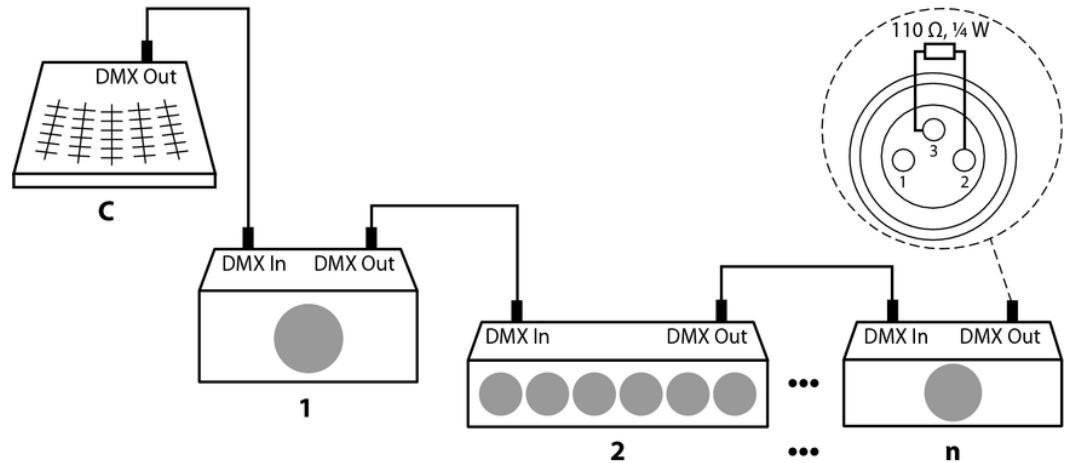 110 Ω, ¼ W
DMX Out
3
1
2
C
DMX In
DMX Out
1
DMX In
DMX Out
2
•••
•••
DMX In
DMX Out
n